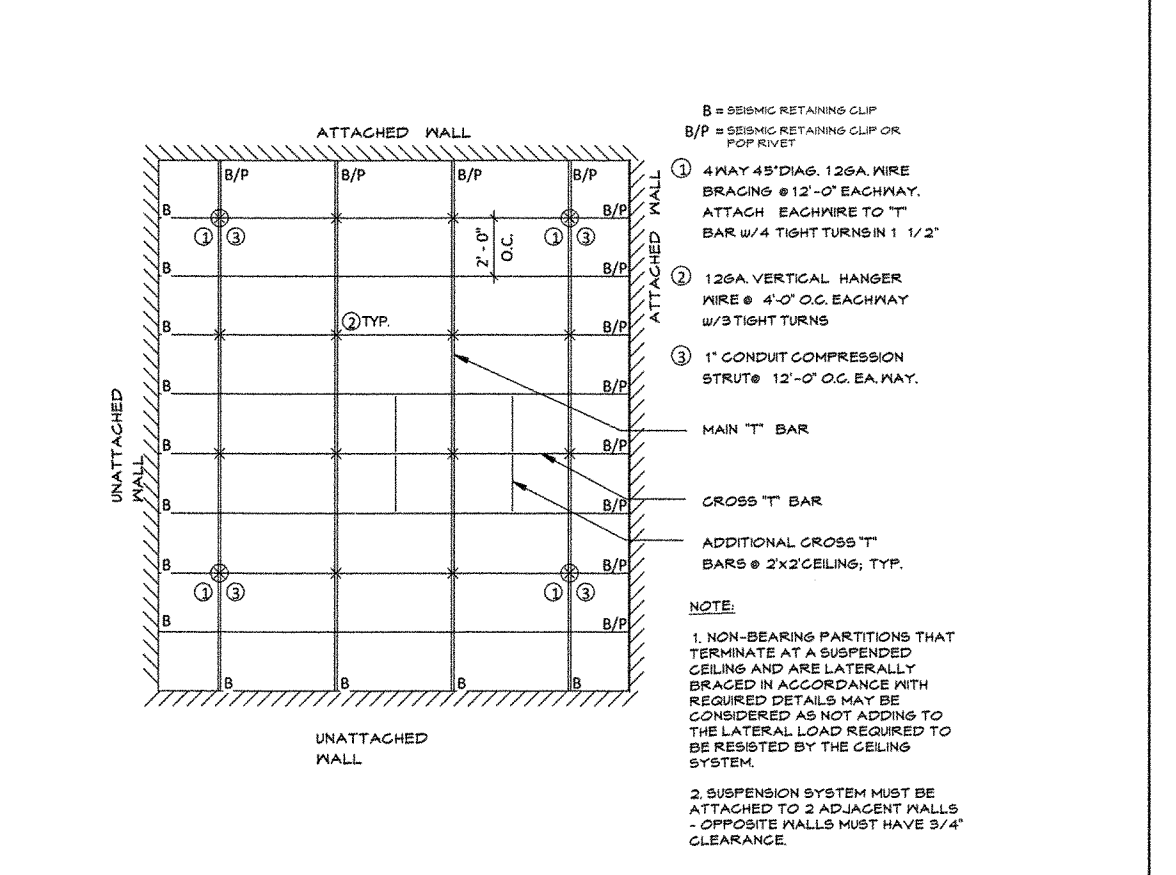 B = SEISMIC RETAINING CLIP
B/P = SEISMIC RETAINING CLIP OR
POP RIVET
ATTACHED WALL
B/P B/P B/P B/P
ATTACHED WALL
B B/P
1 3 1 3
2' - 0"
O.C.
B B/P
2 TYP.
B B/P
B B/P
UNATTACHED
WALL
B B/P
B B/P
B B/P
1 3 1 3
B B/P
B B B B
UNATTACHED
WALL
1 4WAY 45°DIAG. 12GA. WIRE
BRACING @ 12'-0" EACHWAY.
ATTACH EACHWIRE TO "T"
BAR W/4 TIGHT TURNS IN 1 1/2"
2 12GA. VERTICAL HANGER
WIRE @ 4'-0" O.C. EACHWAY
W/3 TIGHT TURNS
3 1" CONDUIT COMPRESSION
STRUT@ 12'-0" O.C. EA. WAY.
MAIN "T" BAR
CROSS "T" BAR
ADDITIONAL CROSS "T"
BARS @ 2'x2' CEILING; TYP.
NOTE:
1. NON-BEARING PARTITIONS THAT
TERMINATE AT A SUSPENDED
CEILING AND ARE LATERALLY
BRACED IN ACCORDANCE WITH
REQUIRED DETAILS MAY BE
CONSIDERED AS NOT ADDING TO
THE LATERAL LOAD REQUIRED TO
BE RESISTED BY THE CEILING
SYSTEM.
2. SUSPENSION SYSTEM MUST BE
ATTACHED TO 2 ADJACENT WALLS
- OPPOSITE WALLS MUST HAVE 3/4"
CLEARANCE.